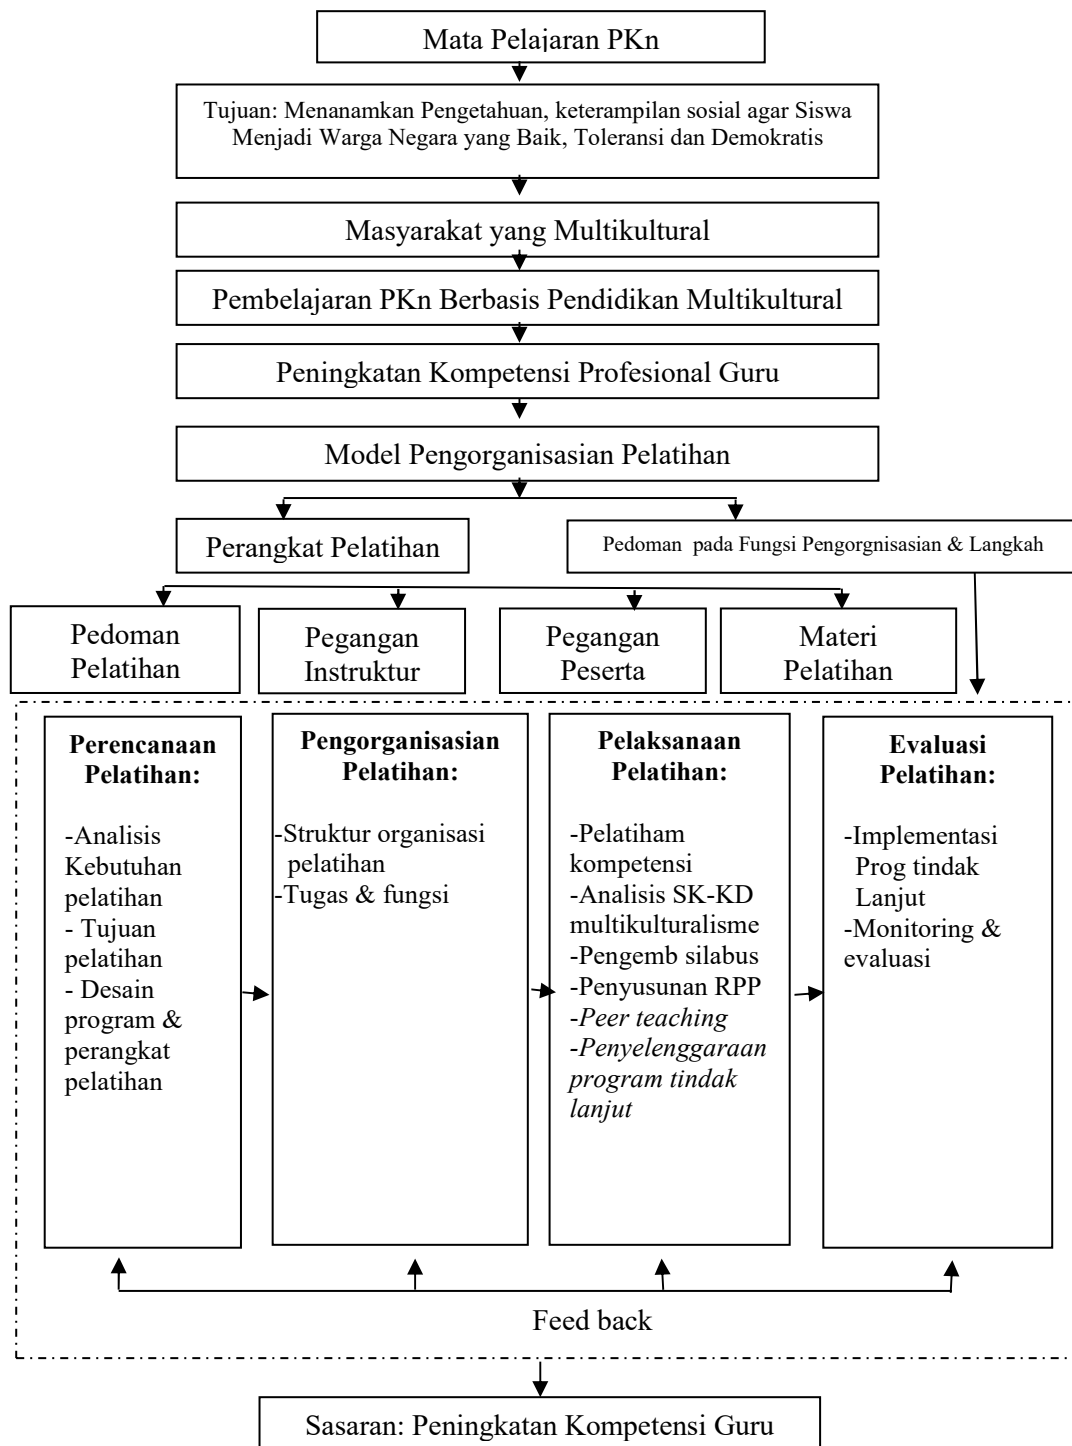 Mata Pelajaran PKn
Tujuan: Menanamkan Pengetahuan, keterampilan sosial agar Siswa
Menjadi Warga Negara yang Baik, Toleransi dan Demokratis
Masyarakat yang Multikultural
Pembelajaran PKn Berbasis Pendidikan Multikultural
Peningkatan Kompetensi Profesional Guru
Model Pengorganisasian Pelatihan
Perangkat Pelatihan
Pedoman pada Fungsi Pengorgnisasian & Langkah
Pedoman
Pelatihan
Pegangan
Instruktur
Pegangan
Peserta
Materi
Pelatihan
Perencanaan
Pelatihan:
-Analisis
Kebutuhan
pelatihan
- Tujuan
pelatihan
- Desain
program &
perangkat
pelatihan
Pengorganisasian
Pelatihan:
-Struktur organisasi
pelatihan
-Tugas & fungsi
Pelaksanaan
Pelatihan:
-Pelatiham
kompetensi
-Analisis SK-KD
multikulturalisme
-Pengemb silabus
-Penyusunan RPP
-Peer teaching
-Penyelenggaraan
program tindak
lanjut
Evaluasi
Pelatihan:
-Implementasi
Prog tindak
Lanjut
-Monitoring &
evaluasi
Feed back
Sasaran: Peningkatan Kompetensi Guru